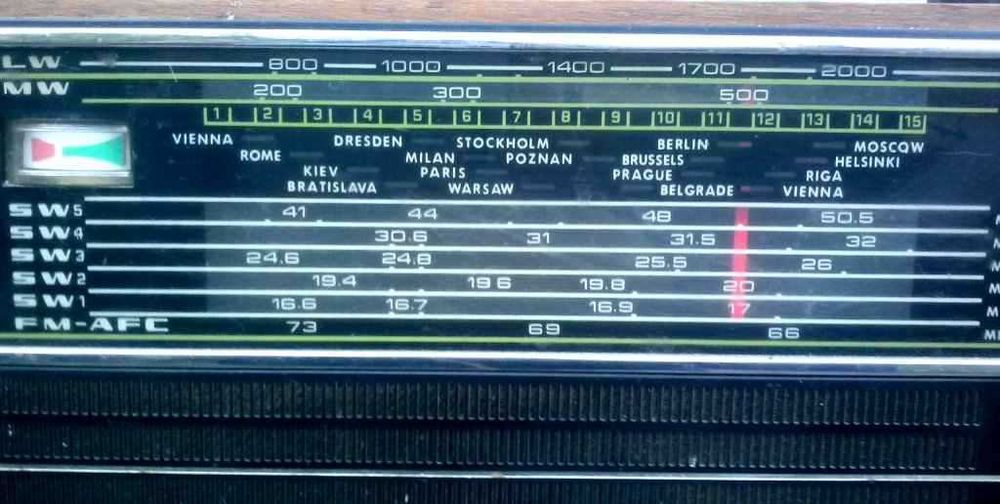 LW 800 1000 1400 1700 2000
MW 200 300 500
1 2 3 4 5 6 7 8 9 10 11 12 13 14 15
VIENNA DRESDEN STOCKHOLM BERLIN MOSCOW
ROME MILAN POZNAN BRUSSELS HELSINKI
KIEV PARIS PRAGUE RIGA
BRATISLAVA WARSAW BELGRADE VIENNA
SW5 41 44 48 50.5
SW4 30.6 31 31.5 32
SW3 24.6 24.8 25.5 26
SW2 19.4 19.6 19.8 20
SW1 16.6 16.7 16.9 17
FM-AFC 73 69 66